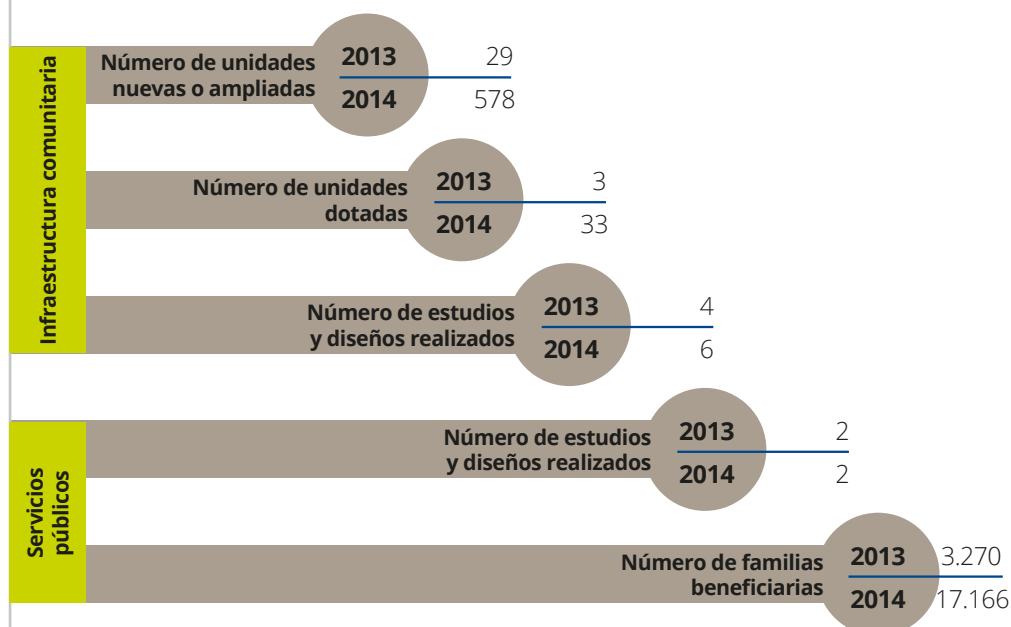 Infraestructura comunitaria
Número de unidades
nuevas o ampliadas
2013 29
2014 578
Número de unidades
dotadas
2013 3
2014 33
Número de estudios
y diseños realizados
2013 4
2014 6
Servicios
públicos
Número de estudios
y diseños realizados
2013 2
2014 2
Número de familias
beneficiarias
2013 3.270
2014 17.166